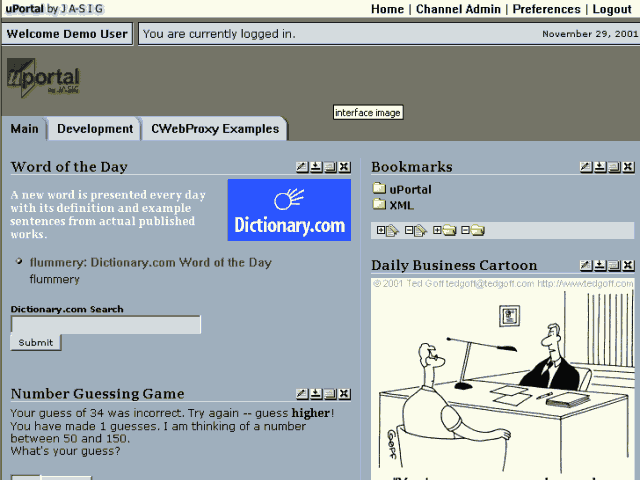 uPortal by J A-S I G
Home | Channel Admin | Preferences | Logout
Welcome Demo User
You are currently logged in.
November 29, 2001
uportal
by JA-SIG
interface image
Main
Development
CWebProxy Examples
Word of the Day
A new word is presented every day
with its definition and example
sentences from actual published
works.
Dictionary.com
flummery: Dictionary.com Word of the Day
flummery
Dictionary.com Search
Submit
Number Guessing Game
Your guess of 34 was incorrect. Try again -- guess higher!
You have made 1 guesses. I am thinking of a number
between 50 and 150.
What's your guess?
Bookmarks
uPortal
XML
Daily Business Cartoon
© 2001 Ted Goff tedgoff@tedgoff.com http://www.tedgoff.com
GOFF